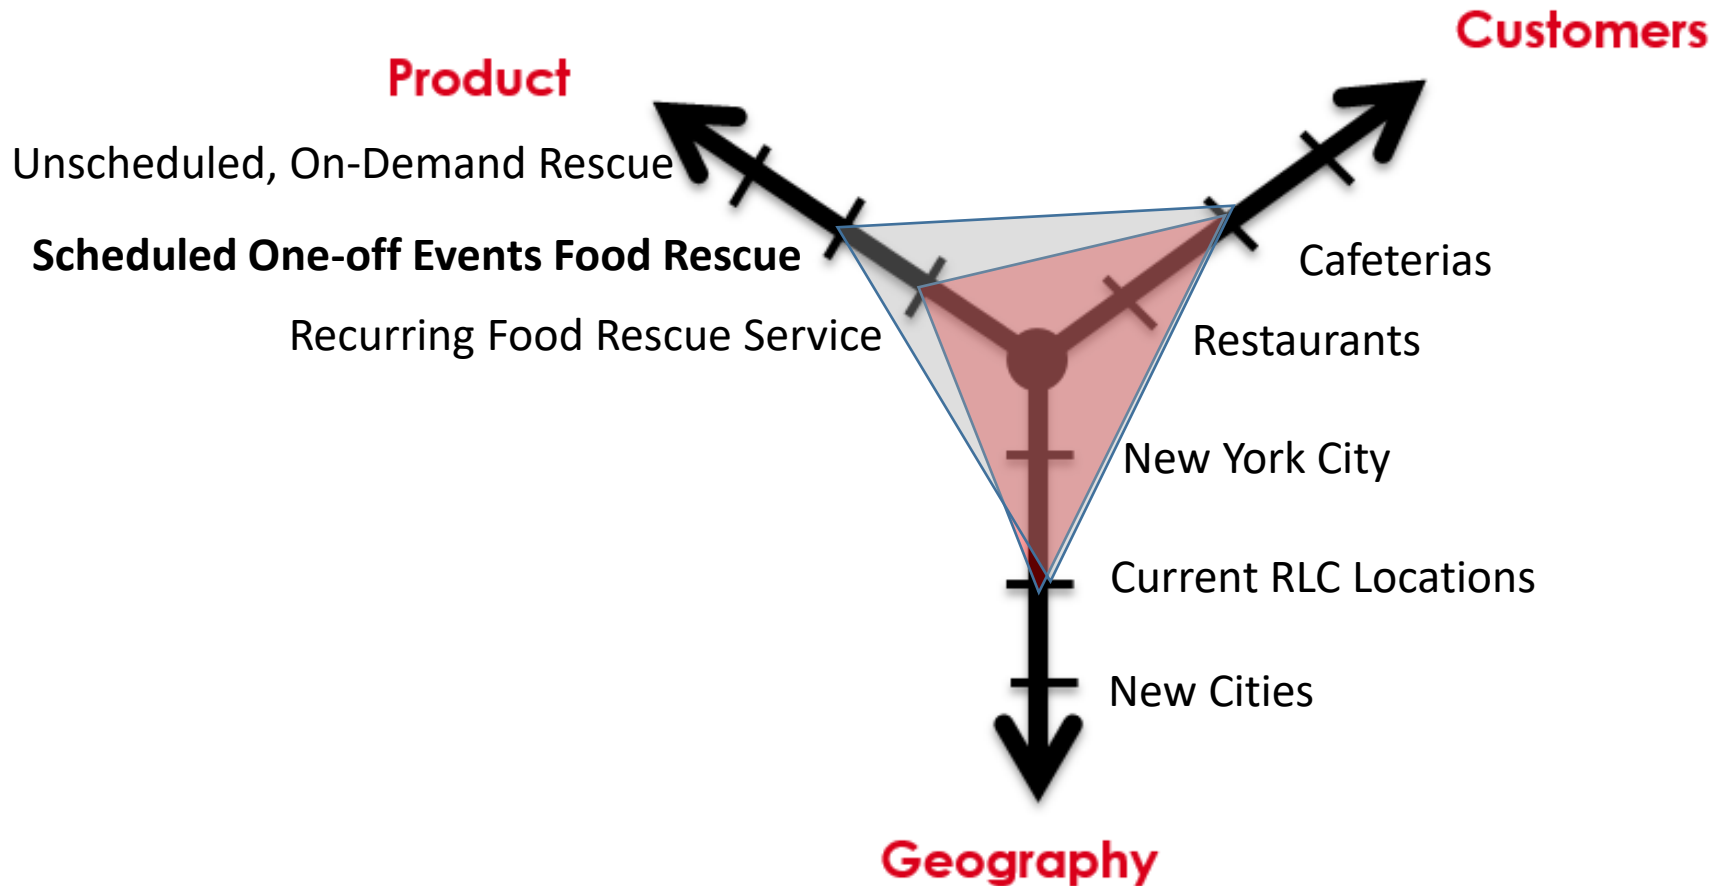 Customers
Product
Unscheduled, On-Demand Rescue
Scheduled One-off Events Food Rescue
Cafeterias
Recurring Food Rescue Service
Restaurants
New York City
Current RLC Locations
New Cities
Geography